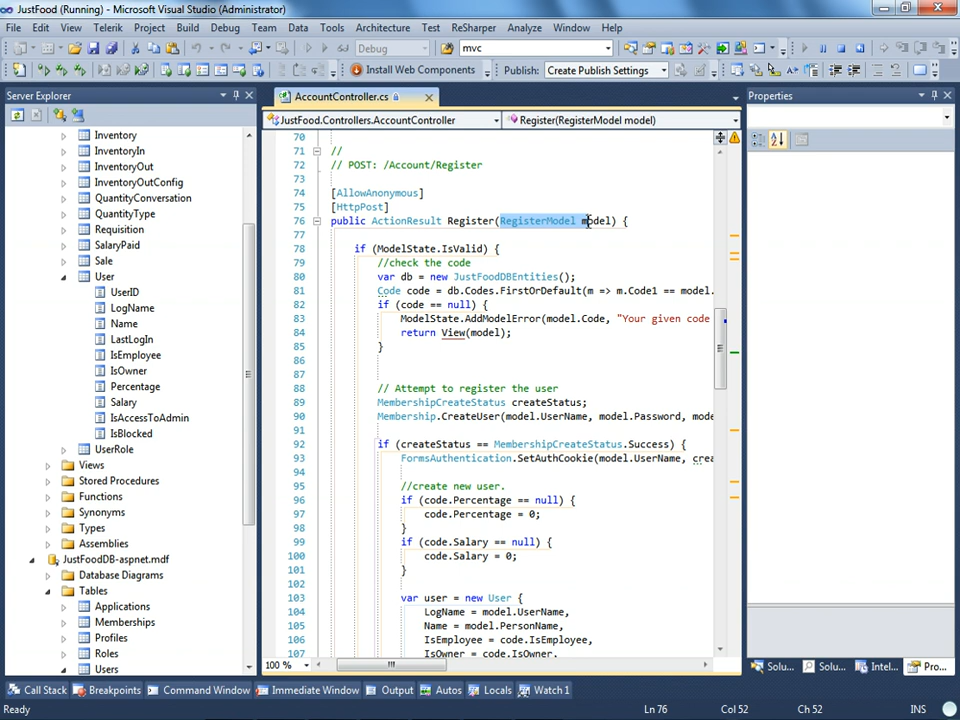 JustFood (Running) - Microsoft Visual Studio (Administrator)
File Edit View Telerik Project Build Debug Team Data Tools Architecture Test ReSharper Analyze Window Help
Debug mvc
Install Web Components Publish: Create Publish Settings
Server Explorer
Inventory
InventoryIn
InventoryOut
InventoryOutConfig
QuantityConversation
QuantityType
Requisition
SalaryPaid
Sale
User
UserID
LogName
Name
LastLogIn
IsEmployee
IsOwner
Percentage
Salary
IsAccessToAdmin
IsBlocked
UserRole
Views
Stored Procedures
Functions
Synonyms
Types
Assemblies
JustFoodDB-aspnet.mdf
Database Diagrams
Tables
Applications
Memberships
Profiles
Roles
Users
AccountController.cs
JustFood.Controllers.AccountController Register(RegisterModel model)
70
71 //
72 // POST: /Account/Register
73
74 [AllowAnonymous]
75 [HttpPost]
76 public ActionResult Register(RegisterModel model) {
77
78 if (ModelState.IsValid) {
79 //check the code
80 var db = new JustFoodDBEntities();
81 Code code = db.Codes.FirstOrDefault(m => m.Code1 == model.
82 if (code == null) {
83 ModelState.AddModelError(model.Code, "Your given code
84 return View(model);
85 }
86
87
88 // Attempt to register the user
89 MembershipCreateStatus createStatus;
90 Membership.CreateUser(model.UserName, model.Password, mode
91
92 if (createStatus == MembershipCreateStatus.Success) {
93 FormsAuthentication.SetAuthCookie(model.UserName, crea
94
95 //create new user.
96 if (code.Percentage == null) {
97 code.Percentage = 0;
98 }
99 if (code.Salary == null) {
100 code.Salary = 0;
101 }
102
103 var user = new User {
104 LogName = model.UserName,
105 Name = model.PersonName,
106 IsEmployee = code.IsEmployee,
107 IsOwner = code.IsOwner,
100 %
Properties
Solu... Solu... Intel... Pro...
Call Stack Breakpoints Command Window Immediate Window Output Autos Locals Watch 1
Ready Ln 76 Col 52 Ch 52 INS